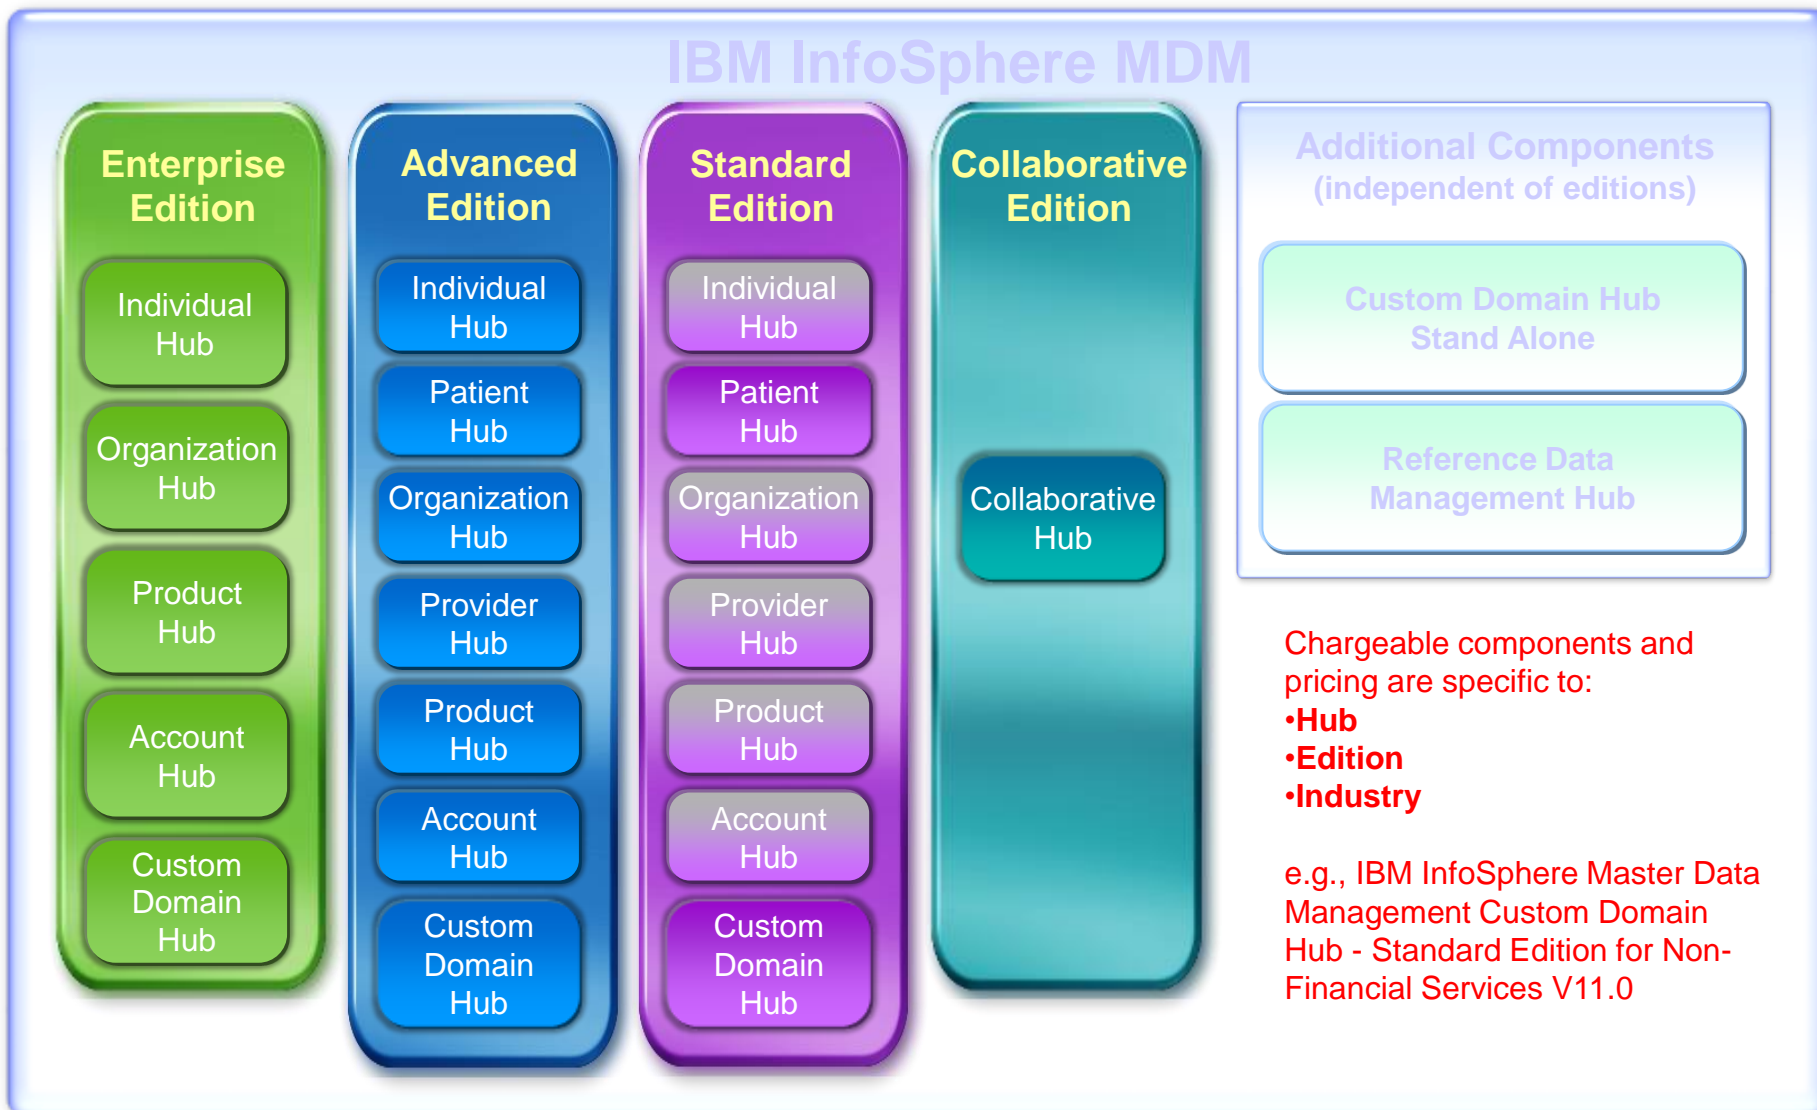 IBM InfoSphere MDM
Enterprise
Edition
Individual
Hub
Organization
Hub
Product
Hub
Account
Hub
Custom
Domain
Hub
Advanced
Edition
Individual
Hub
Patient
Hub
Organization
Hub
Provider
Hub
Product
Hub
Account
Hub
Custom
Domain
Hub
Standard
Edition
Individual
Hub
Patient
Hub
Organization
Hub
Provider
Hub
Product
Hub
Account
Hub
Custom
Domain
Hub
Collaborative
Edition
Collaborative
Hub
Additional Components
(independent of editions)
Custom Domain Hub
Stand Alone
Reference Data
Management Hub
Chargeable components and
pricing are specific to:
•Hub
•Edition
•Industry
e.g., IBM InfoSphere Master Data
Management Custom Domain
Hub - Standard Edition for Non-
Financial Services V11.0